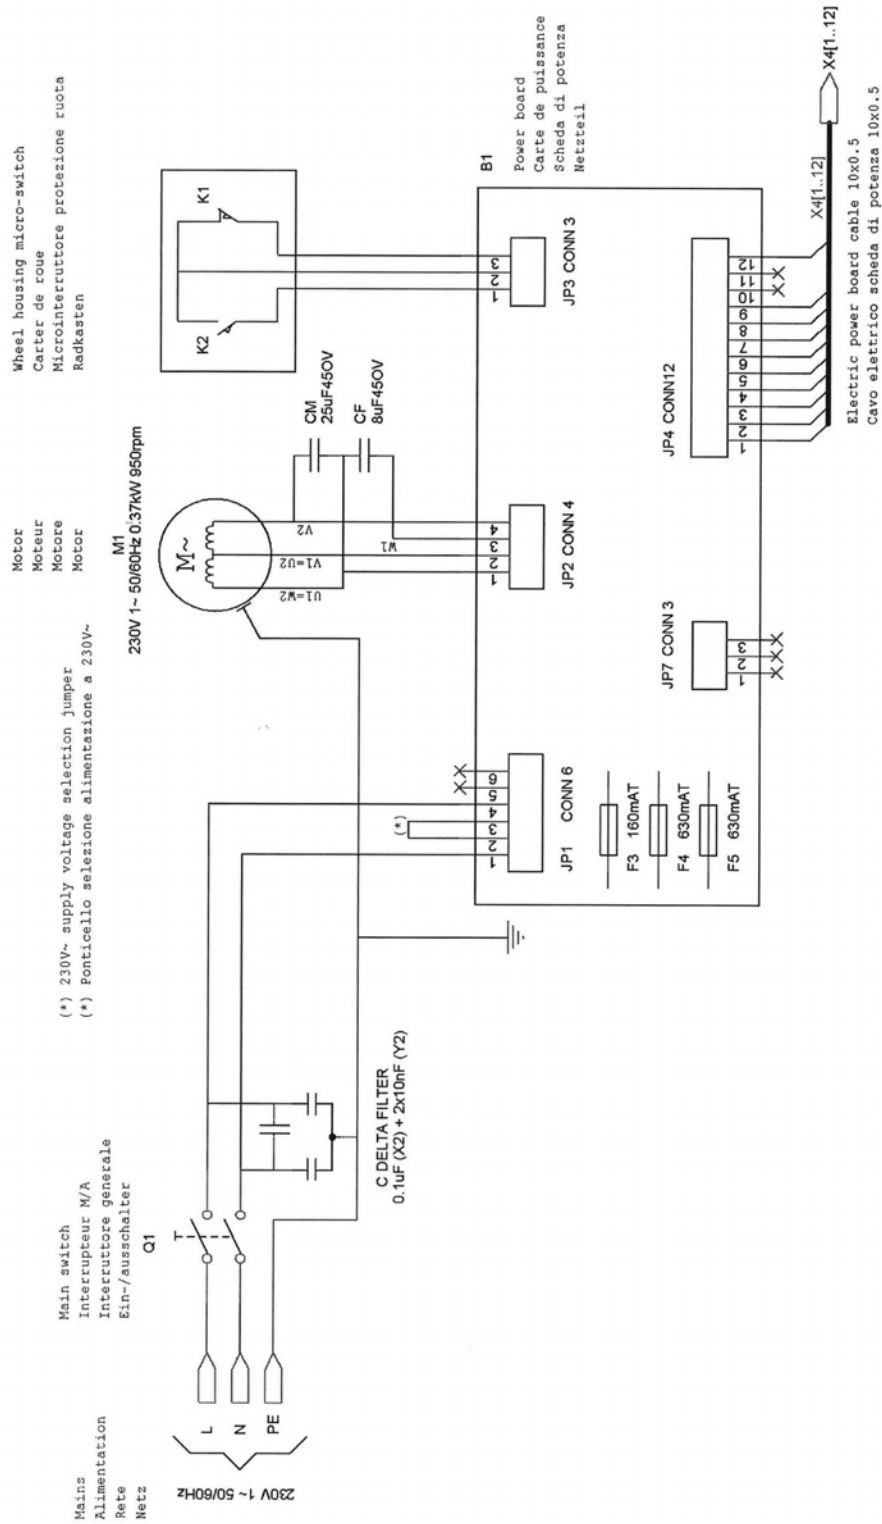 Mains
Alimentation
Rete
Netz
230V 1~ 50/60Hz
L
N
PE
Main switch
Interrupteur M/A
Interruttore generale
Ein-/ausschalter
Q1
C DELTA FILTER
0.1uF (X2) + 2x10nF (Y2)
(*) 230V~ supply voltage selection jumper
(*) Ponticello selezione alimentazione a 230V~
Motor
Moteur
Motore
Motor
M1
230V 1~ 50/60Hz 0.37kW 950rpm
M~
U1=W2
V1=U2
V2
W1
CM
25uF450V
CF
8uF450V
Wheel housing micro-switch
Carter de roue
Microinterruttore protezione ruota
Radkasten
K2
K1
B1
Power board
Carte de puissance
Scheda di potenza
Netzteil
(*)
1 2 3 4 5 6
JP1 CONN 6
1 2 3 4
JP2 CONN 4
1 2 3
JP3 CONN 3
F3 160mAT
F4 630mAT
F5 630mAT
JP7 CONN 3
1 2 3
JP4 CONN12
1 2 3 4 5 6 7 8 9 10 11 12
X4[1..12]
X4[1..12]
Electric power board cable 10x0.5
Cavo elettrico scheda di potenza 10x0.5